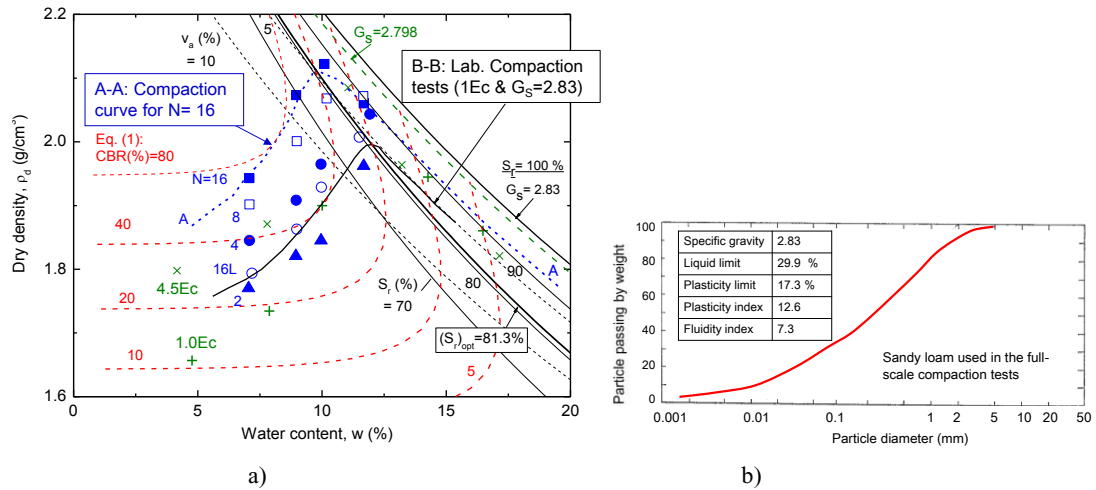 2.2
2.1
2.0
1.9
1.8
1.7
1.6
Dry density, ρd (g/cm³)
0
5
10
15
20
Water content, w (%)
va (%)
= 10
5
GS=2.798
B-B: Lab. Compaction
tests (1Ec & GS=2.83)
A-A: Compaction
curve for N= 16
Eq. (1):
CBR(%)=80
N=16
A
8
40
4
16L
4.5Ec
2
20
1.0Ec
10
5
Sr = 100 %
GS= 2.83
90
80
A
Sr (%)
= 70
(Sr)opt=81.3%
a)
Particle passing by weight
100
80
60
40
20
0
Specific gravity 2.83
Liquid limit 29.9 %
Plasticity limit 17.3 %
Plasticity index 12.6
Fluidity index 7.3
Sandy loam used in the full-
scale compaction tests
0.001
0.01
0.1
1
2
5
10
20
50
Particle diameter (mm)
b)